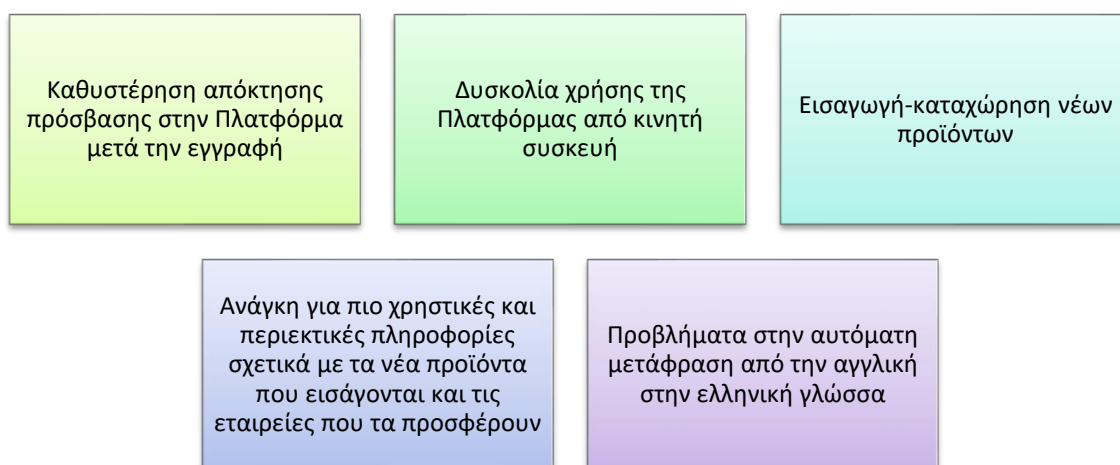 Καθυστέρηση απόκτησης
πρόσβασης στην Πλατφόρμα
μετά την εγγραφή
Δυσκολία χρήσης της
Πλατφόρμας από κινητή
συσκευή
Εισαγωγή-καταχώρηση νέων
προϊόντων
Ανάγκη για πιο χρηστικές και
περιεκτικές πληροφορίες
σχετικά με τα νέα προϊόντα
που εισάγονται και τις
εταιρείες που τα προσφέρουν
Προβλήματα στην αυτόματη
μετάφραση από την αγγλική
στην ελληνική γλώσσα